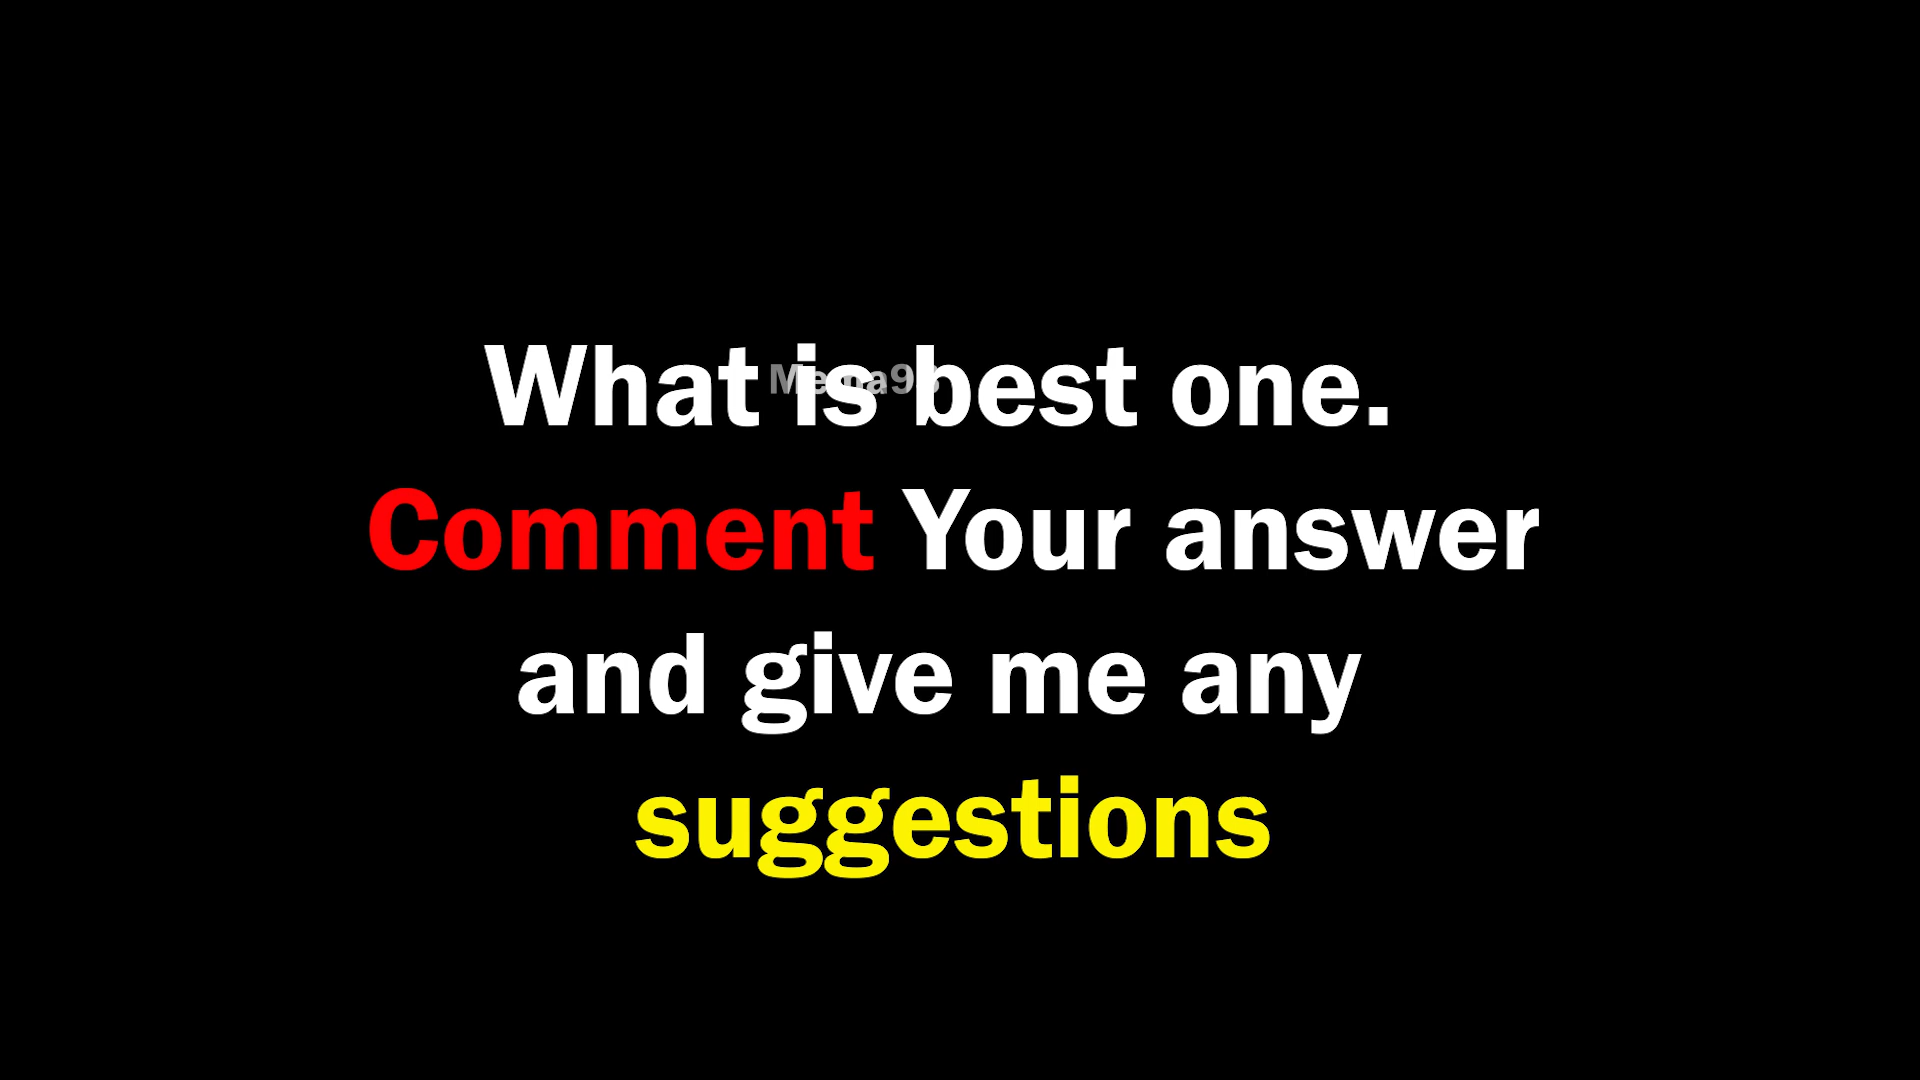 What is best one.
Comment Your answer
and give me any
suggestions